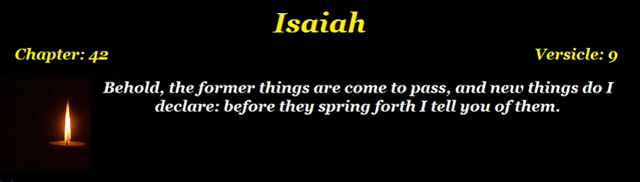 Isaiah
Chapter: 42 Versicle: 9
Behold, the former things are come to pass, and new things do I
declare: before they spring forth I tell you of them.